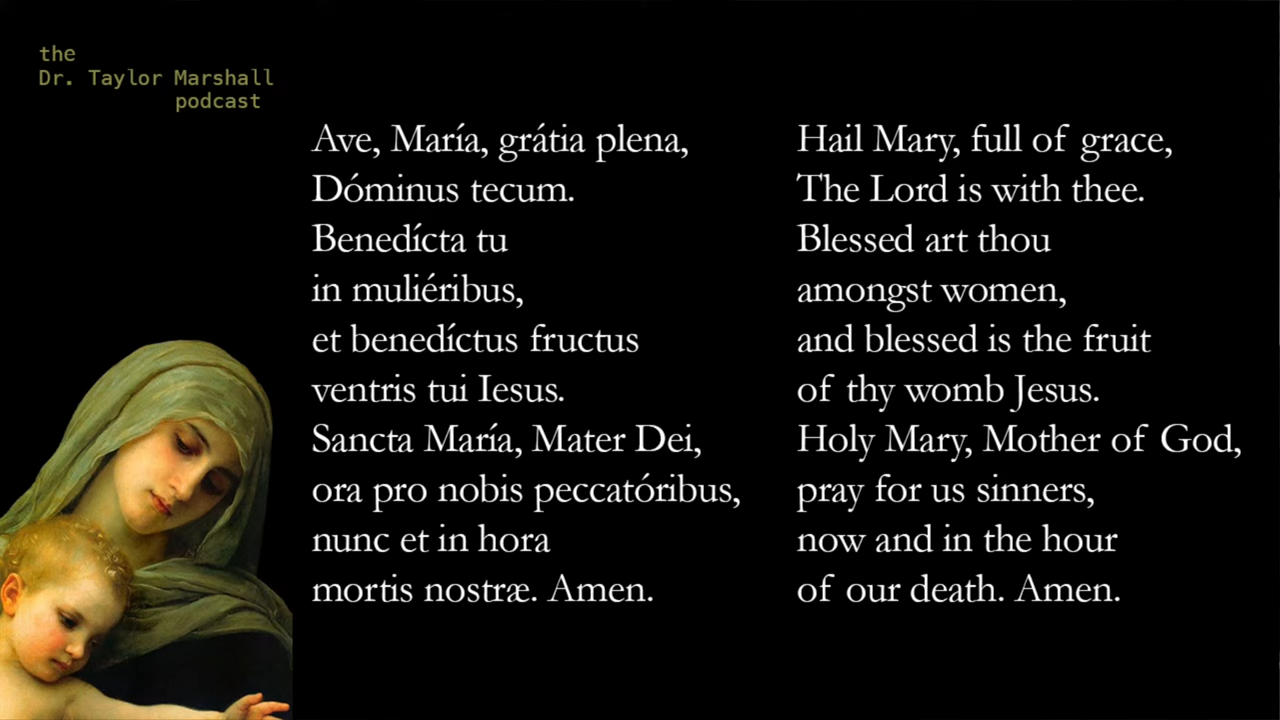 the
Dr. Taylor Marshall
podcast
Ave, María, grátia plena,
Dóminus tecum.
Benedícta tu
in muliéribus,
et benedíctus fructus
ventris tui Iesus.
Sancta María, Mater Dei,
ora pro nobis peccatóribus,
nunc et in hora
mortis nostræ. Amen.
Hail Mary, full of grace,
The Lord is with thee.
Blessed art thou
amongst women,
and blessed is the fruit
of thy womb Jesus.
Holy Mary, Mother of God,
pray for us sinners,
now and in the hour
of our death. Amen.